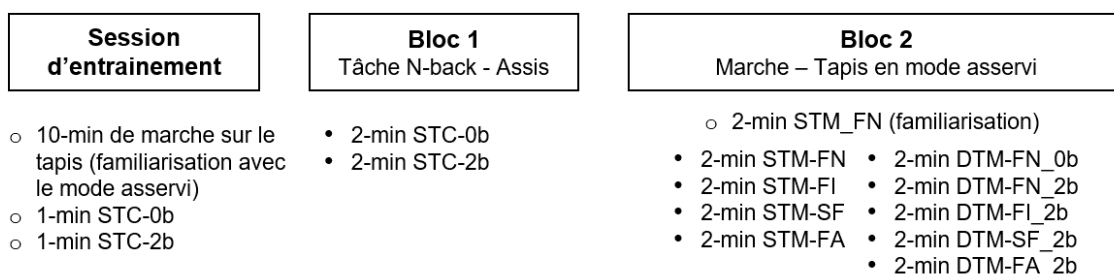 Session
d'entrainement
○ 10-min de marche sur le
tapis (familiarisation avec
le mode asservi)
○ 1-min STC-0b
○ 1-min STC-2b
Bloc 1
Tâche N-back - Assis
• 2-min STC-0b
• 2-min STC-2b
Bloc 2
Marche – Tapis en mode asservi
○ 2-min STM_FN (familiarisation)
• 2-min STM-FN
• 2-min STM-FI
• 2-min STM-SF
• 2-min STM-FA
• 2-min DTM-FN_0b
• 2-min DTM-FN_2b
• 2-min DTM-FI_2b
• 2-min DTM-SF_2b
• 2-min DTM-FA_2b